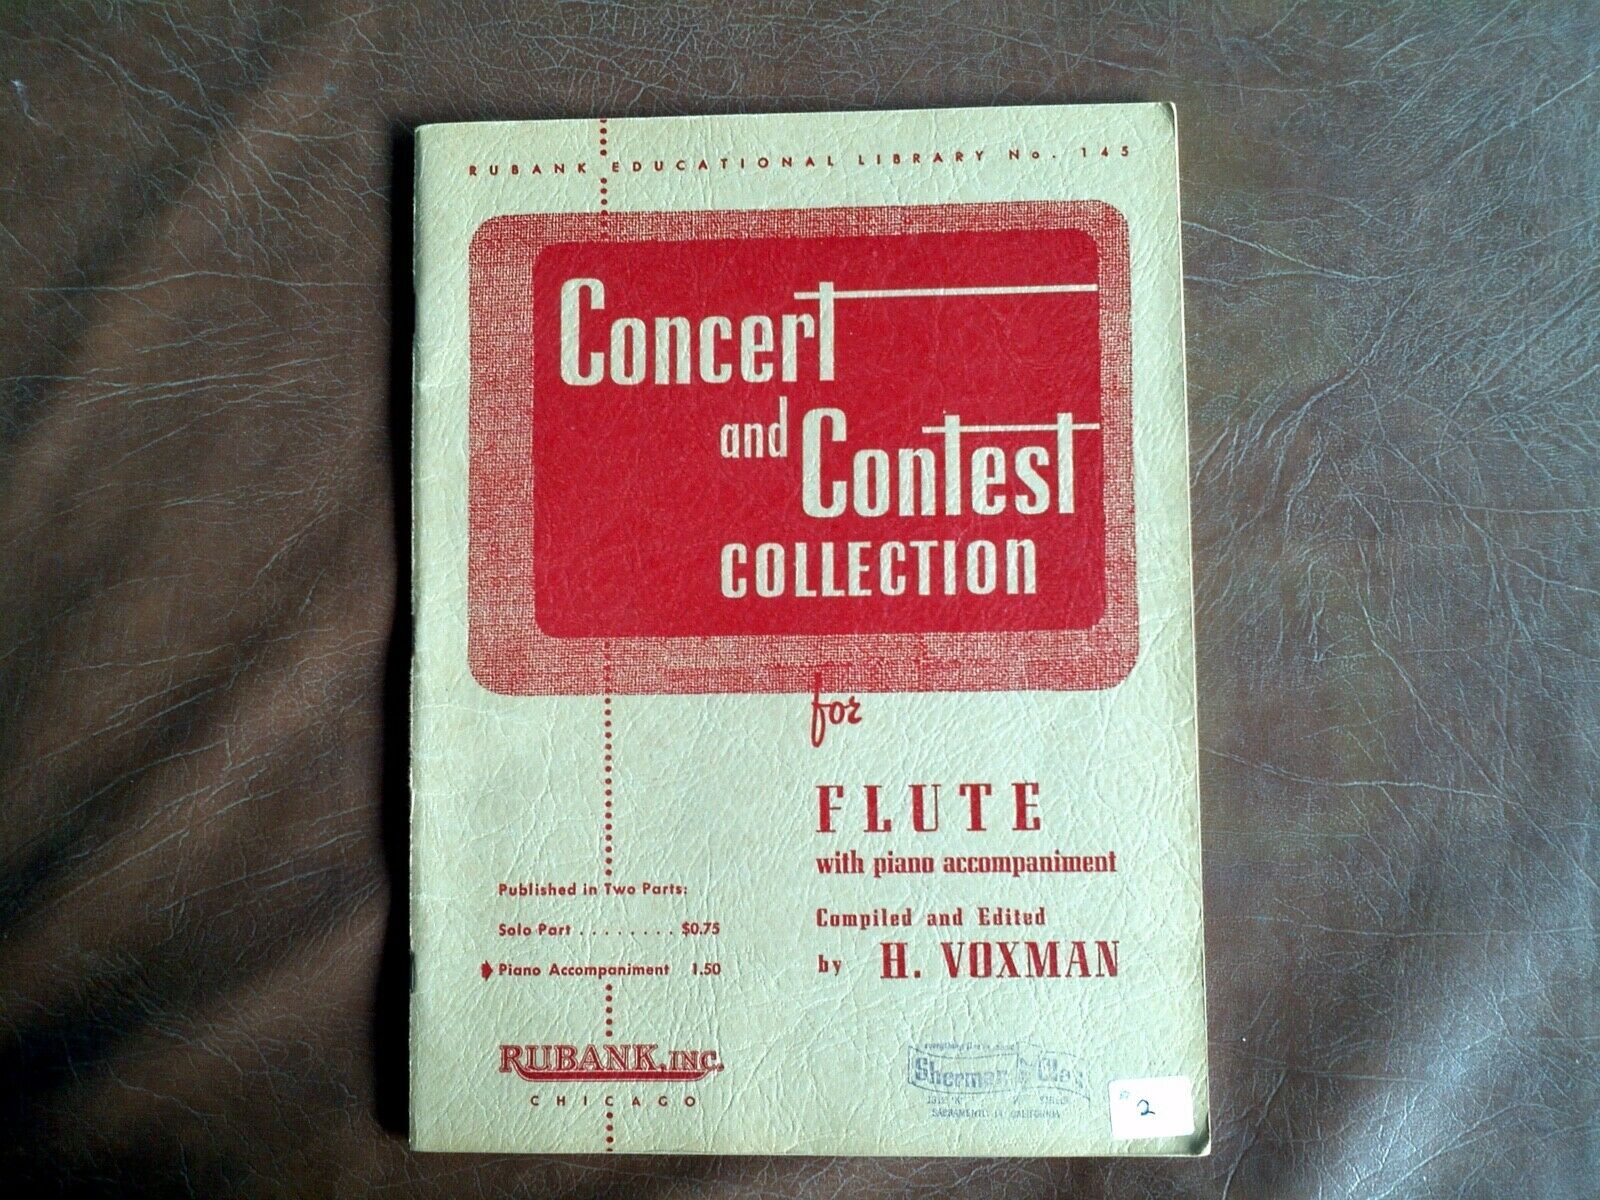 RUBANK EDUCATIONAL LIBRARY No. 145
Concert
and Contest
COLLECTION
for
FLUTE
with piano accompaniment
Compiled and Edited
by H. VOXMAN
Published in Two Parts:
Solo Part ........ $0.75
Piano Accompaniment 1.50
RUBANK, INC.
CHICAGO
Sherman
SACRAMENTO 14 CALIFORNIA
2